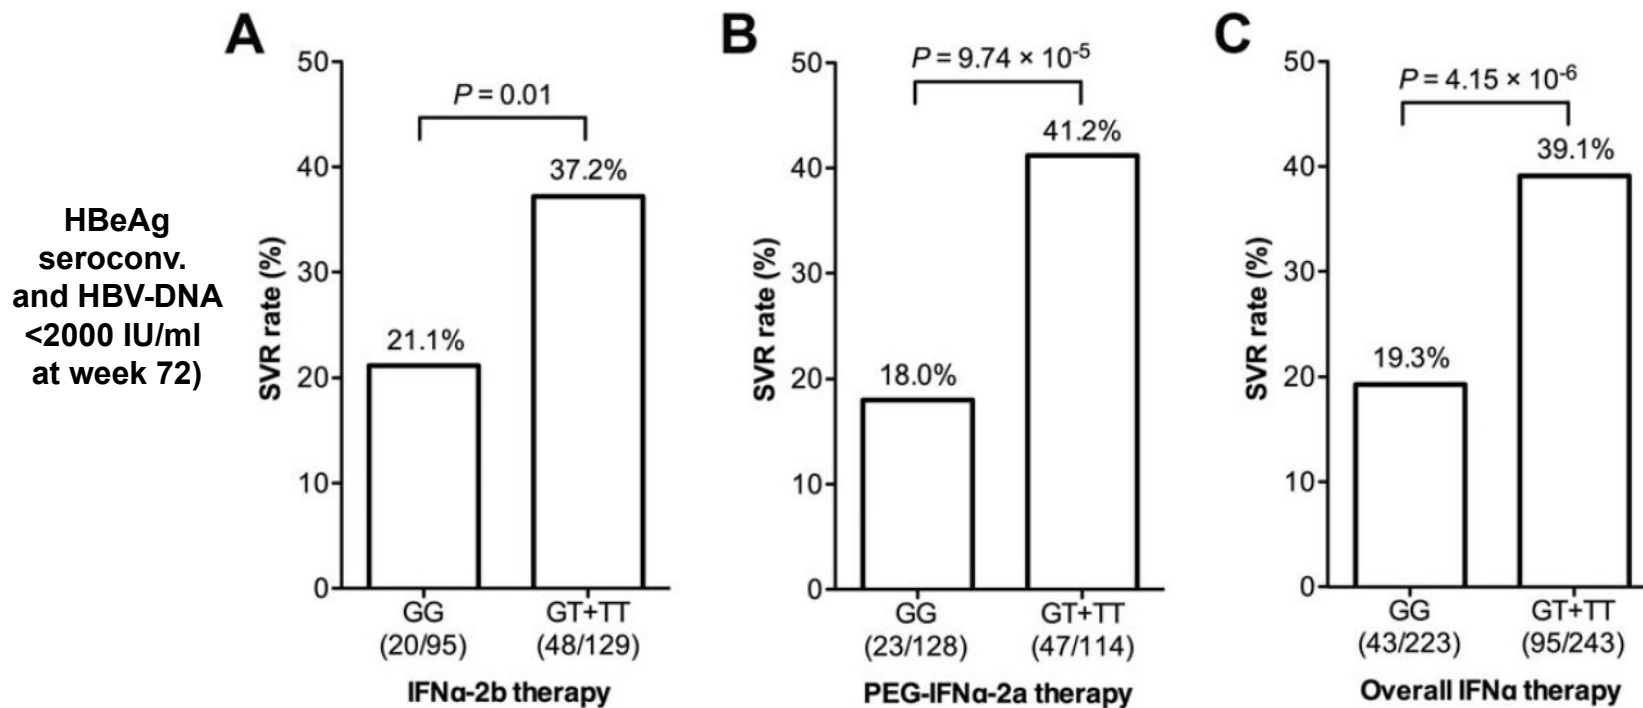 HBeAg
seroconv.
and HBV-DNA
<2000 IU/ml
at week 72)
A
50
40
30
20
10
0
SVR rate (%)
P = 0.01
21.1%
37.2%
GG
(20/95)
GT+TT
(48/129)
IFNα-2b therapy
B
50
40
30
20
10
0
SVR rate (%)
P = 9.74 × 10⁻⁵
18.0%
41.2%
GG
(23/128)
GT+TT
(47/114)
PEG-IFNα-2a therapy
C
50
40
30
20
10
0
SVR rate (%)
P = 4.15 × 10⁻⁶
19.3%
39.1%
GG
(43/223)
GT+TT
(95/243)
Overall IFNα therapy